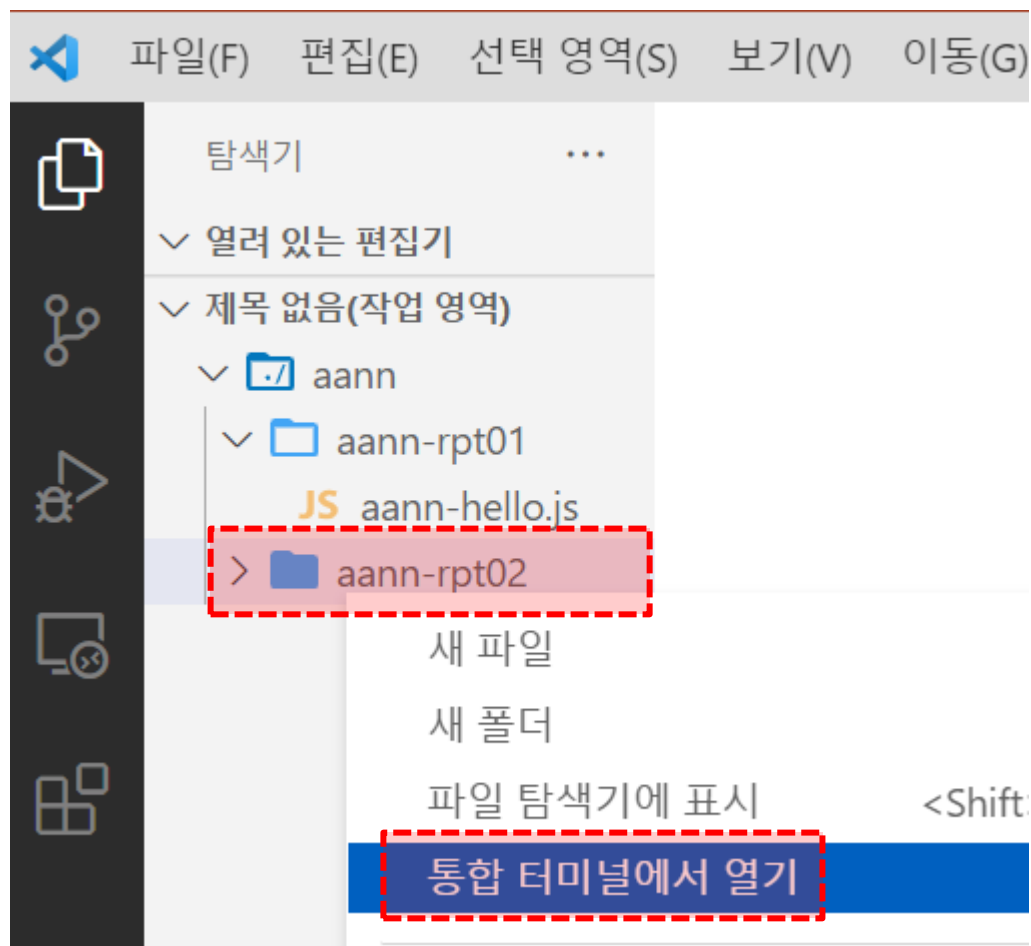 파일(F) 편집(E) 선택 영역(S) 보기(V) 이동(G)
탐색기 ...
열려 있는 편집기
제목 없음(작업 영역)
./ aann
aann-rpt01
JS aann-hello.js
aann-rpt02
새 파일
새 폴더
파일 탐색기에 표시 <Shift
통합 터미널에서 열기